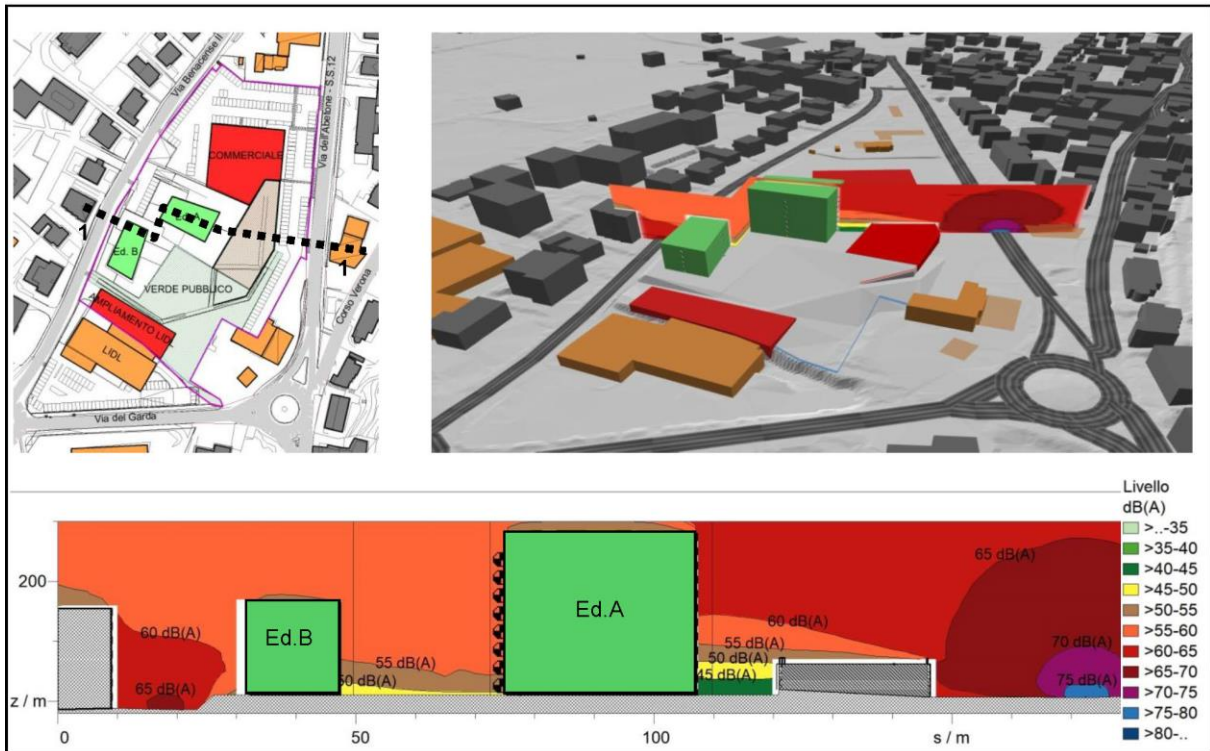 Via Benacense II
Via dell'Abetone - S.S.12
COMMERCIALE
Ed. A
1
Ed. B
1
VERDE PUBBLICO
Corso Verona
AMPLIAMENTO LIDL
LIDL
Via del Garda
Livello
dB(A)
>..-35
>35-40
>40-45
>45-50
>50-55
>55-60
>60-65
>65-70
>70-75
>75-80
>80-..
65 dB(A)
200
Ed.A
60 dB(A)
Ed.B
60 dB(A)
55 dB(A)
55 dB(A)
50 dB(A)
70 dB(A)
50 dB(A)
45 dB(A)
65 dB(A)
75 dB(A)
z / m
0
50
100
s / m